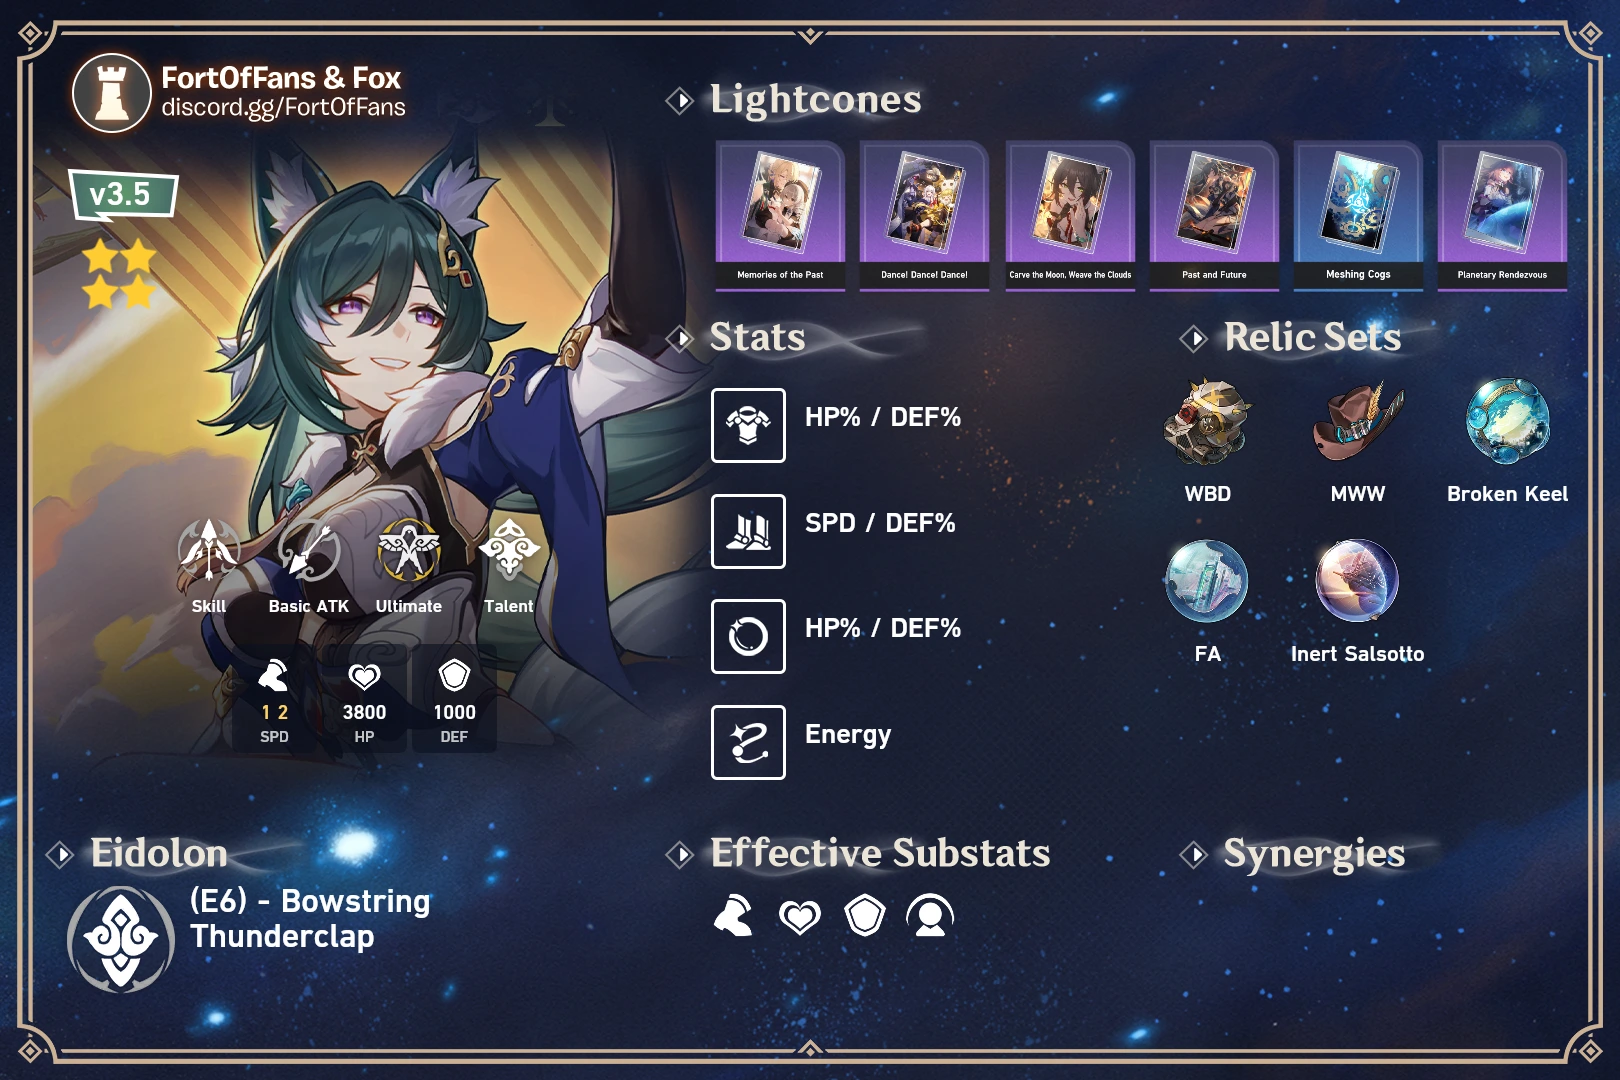 FortOfFans & Fox
discord.gg/FortOfFans
v3.5
Skill
Basic ATK
Ultimate
Talent
1 2
SPD
3800
HP
1000
DEF
Lightcones
Memories of the Past
Dance! Dance! Dance!
Carve the Moon, Weave the Clouds
Past and Future
Meshing Cogs
Planetary Rendezvous
Stats
HP% / DEF%
SPD / DEF%
HP% / DEF%
Energy
Relic Sets
WBD
MWW
Broken Keel
FA
Inert Salsotto
Eidolon
(E6) - Bowstring
Thunderclap
Effective Substats
Synergies